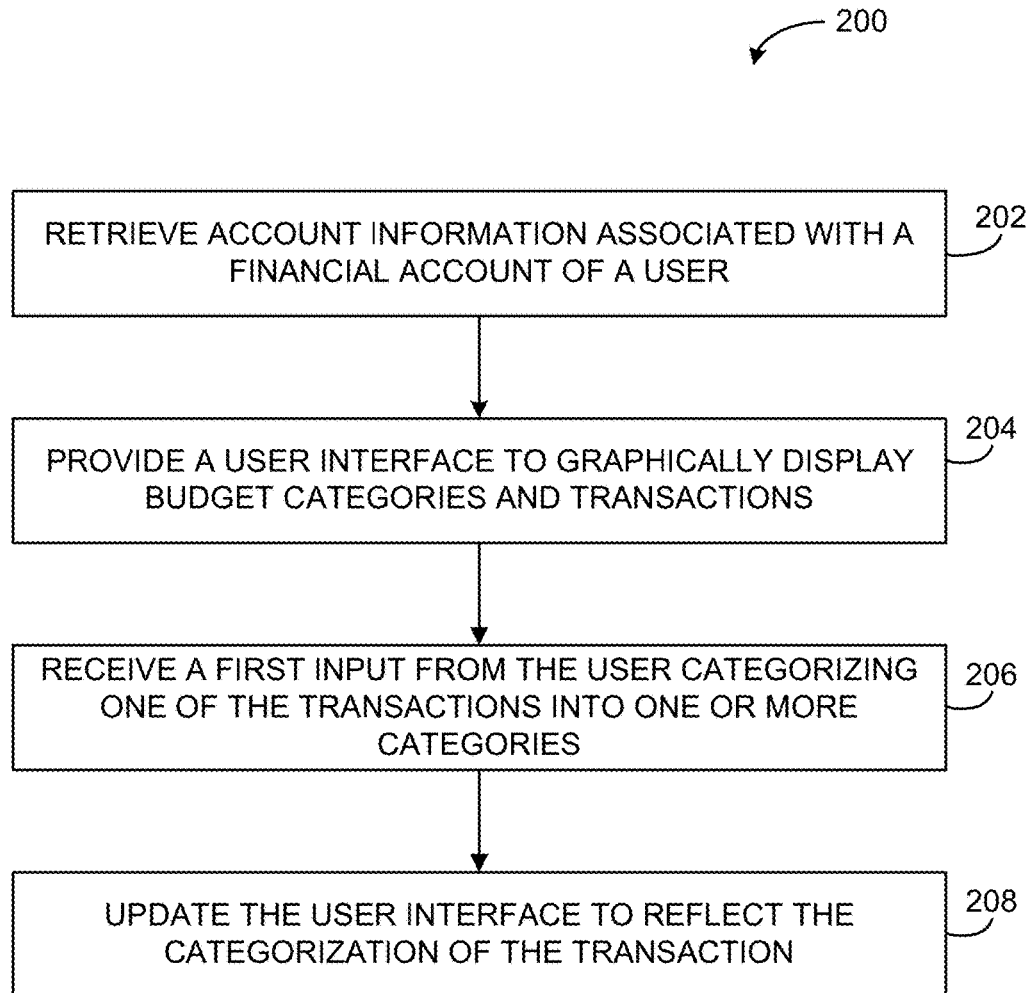 200
RETRIEVE ACCOUNT INFORMATION ASSOCIATED WITH A
FINANCIAL ACCOUNT OF A USER
202
PROVIDE A USER INTERFACE TO GRAPHICALLY DISPLAY
BUDGET CATEGORIES AND TRANSACTIONS
204
RECEIVE A FIRST INPUT FROM THE USER CATEGORIZING
ONE OF THE TRANSACTIONS INTO ONE OR MORE
CATEGORIES
206
UPDATE THE USER INTERFACE TO REFLECT THE
CATEGORIZATION OF THE TRANSACTION
208